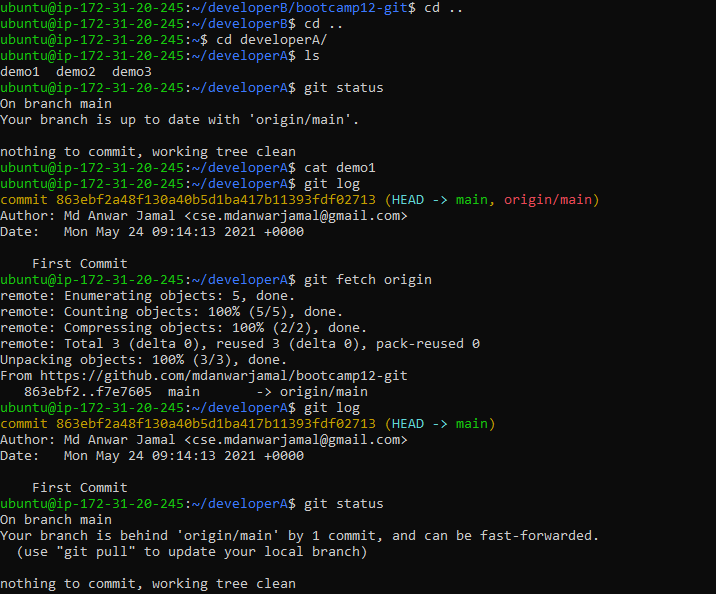 ubuntu@ip-172-31-20-245:~/developerB/bootcamp12-git$ cd ..
ubuntu@ip-172-31-20-245:~/developerB$ cd ..
ubuntu@ip-172-31-20-245:~$ cd developerA/
ubuntu@ip-172-31-20-245:~/developerA$ ls
demo1  demo2  demo3
ubuntu@ip-172-31-20-245:~/developerA$ git status
On branch main
Your branch is up to date with 'origin/main'.

nothing to commit, working tree clean
ubuntu@ip-172-31-20-245:~/developerA$ cat demo1
ubuntu@ip-172-31-20-245:~/developerA$ git log
commit 863ebf2a48f130a40b5d1ba417b11393fdf02713 (HEAD -> main, origin/main)
Author: Md Anwar Jamal <cse.mdanwarjamal@gmail.com>
Date:   Mon May 24 09:14:13 2021 +0000

    First Commit
ubuntu@ip-172-31-20-245:~/developerA$ git fetch origin
remote: Enumerating objects: 5, done.
remote: Counting objects: 100% (5/5), done.
remote: Compressing objects: 100% (2/2), done.
remote: Total 3 (delta 0), reused 3 (delta 0), pack-reused 0
Unpacking objects: 100% (3/3), done.
From https://github.com/mdanwarjamal/bootcamp12-git
   863ebf2..f7e7605  main       -> origin/main
ubuntu@ip-172-31-20-245:~/developerA$ git log
commit 863ebf2a48f130a40b5d1ba417b11393fdf02713 (HEAD -> main)
Author: Md Anwar Jamal <cse.mdanwarjamal@gmail.com>
Date:   Mon May 24 09:14:13 2021 +0000

    First Commit
ubuntu@ip-172-31-20-245:~/developerA$ git status
On branch main
Your branch is behind 'origin/main' by 1 commit, and can be fast-forwarded.
  (use "git pull" to update your local branch)

nothing to commit, working tree clean